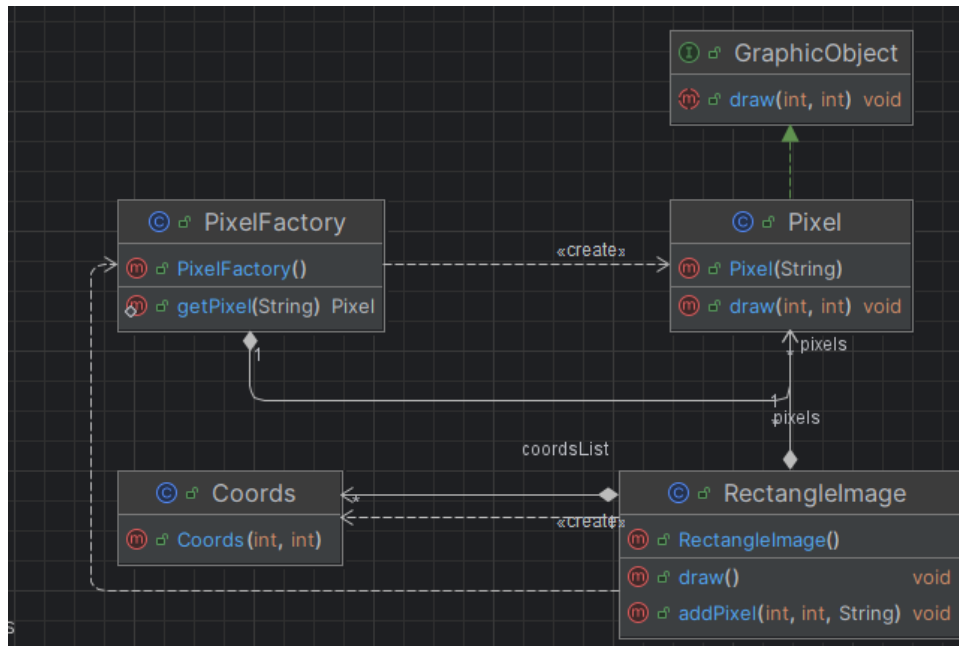 GraphicObject
draw(int, int) void
PixelFactory
PixelFactory()
getPixel(String) Pixel
«create»
Pixel
Pixel(String)
draw(int, int) void
1
pixels
*
1
pixels
*
coordsList
Coords
Coords(int, int)
*
«create»
RectangleImage
RectangleImage()
draw() void
addPixel(int, int, String) void
s